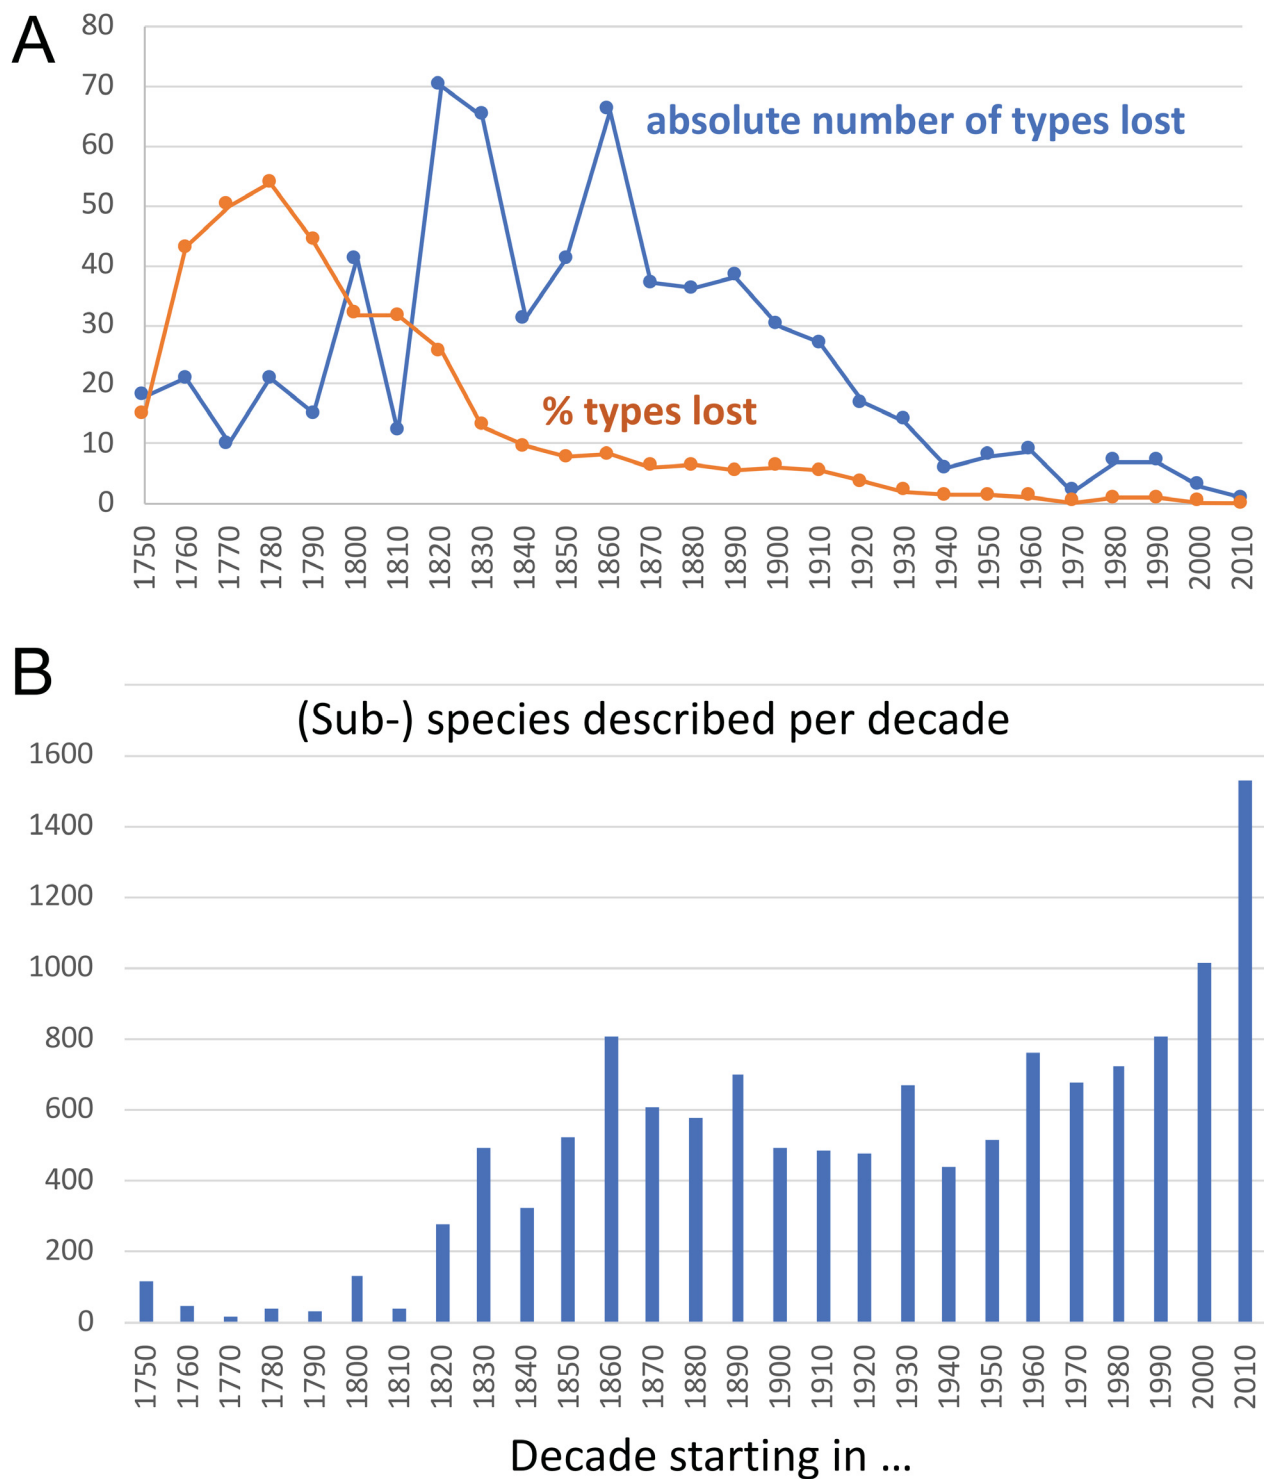 A
80
70
60
50
40
30
20
10
0
absolute number of types lost
% types lost
1750 1760 1770 1780 1790 1800 1810 1820 1830 1840 1850 1860 1870 1880 1890 1900 1910 1920 1930 1940 1950 1960 1970 1980 1990 2000 2010
B
(Sub-) species described per decade
1600
1400
1200
1000
800
600
400
200
0
1750 1760 1770 1780 1790 1800 1810 1820 1830 1840 1850 1860 1870 1880 1890 1900 1910 1920 1930 1940 1950 1960 1970 1980 1990 2000 2010
Decade starting in ...